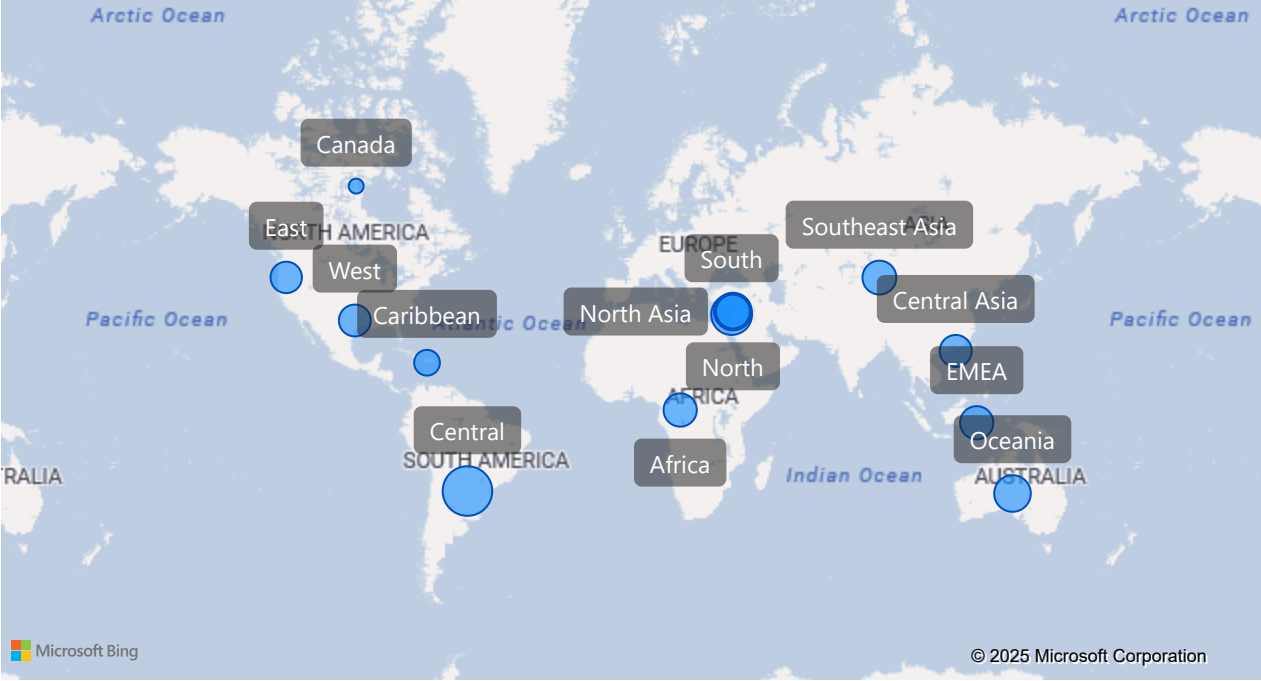 Arctic Ocean
Arctic Ocean
Canada
East
NORTH AMERICA
West
Southeast Asia
ASIA
EUROPE
South
Central Asia
North Asia
Caribbean
Atlantic Ocean
Pacific Ocean
Pacific Ocean
North
EMEA
AFRICA
Central
Oceania
SOUTH AMERICA
Africa
Indian Ocean
AUSTRALIA
RALIA
Microsoft Bing
© 2025 Microsoft Corporation